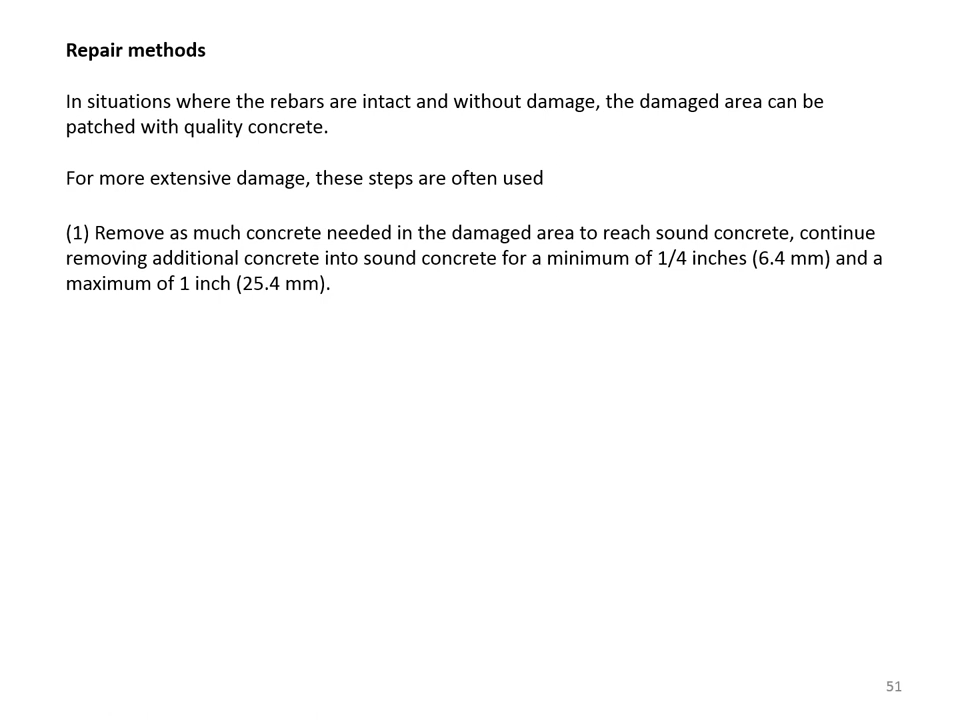 Repair methods
In situations where the rebars are intact and without damage, the damaged area can be
patched with quality concrete.
For more extensive damage, these steps are often used
(1) Remove as much concrete needed in the damaged area to reach sound concrete, continue
removing additional concrete into sound concrete for a minimum of 1/4 inches (6.4 mm) and a
maximum of 1 inch (25.4 mm).
51